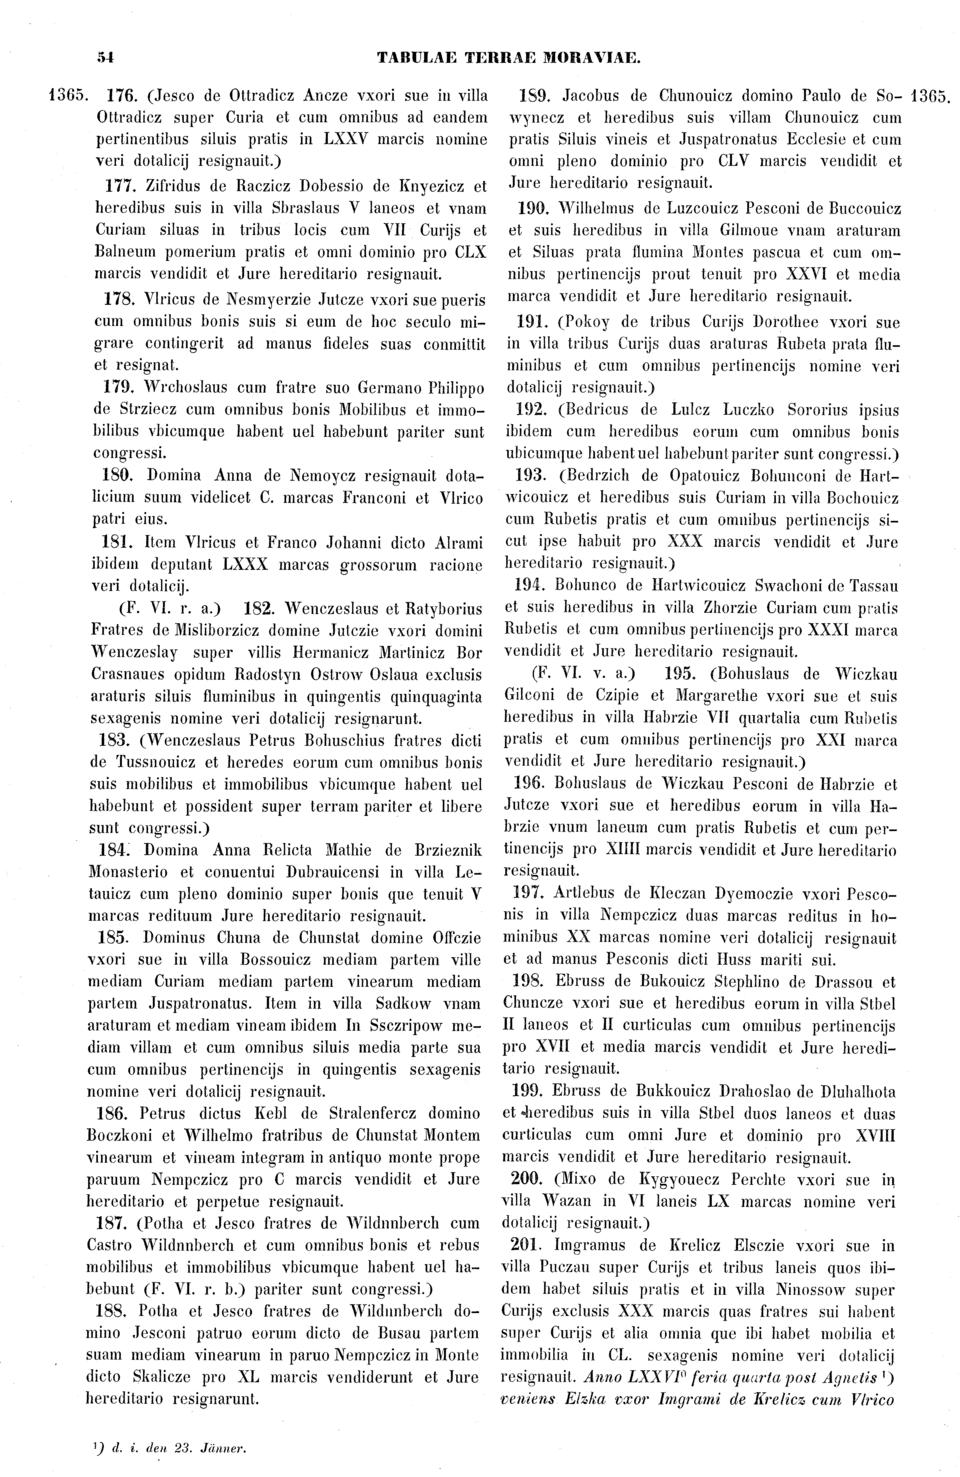 54
TABULAE TERRAE MORAVIAE.
1365.
176. (Jesco de Ottradicz Ancze vxori sue in villa
Ottradicz super Curia et cum omnibus ad eandem
pertinentibus siluis pratis in LXXV marcis nomine
veri dotalicij resignauit.)
177. Zifridus de Raczicz Dobessio de Knyezicz et
heredibus suis in villa Sbraslaus V laneos et vnam
Curiam siluas in tribus locis cum VII Curijs et
Balneum pomerium pratis et omni dominio pro CLX
marcis vendidit et Jure hereditario resignauit.
178. Vlricus de Nesmyerzie Jutcze vxori sue pueris
cum omnibus bonis suis si eum de hoc seculo mi-
grare contingerit ad manus fideles suas conmittit
et resignat.
179. Wrchoslaus cum fratre suo Germano Philippo
de Strziecz cum omnibus bonis Mobilibus et immo-
bilibus vbicumque habent uel habebunt pariter sunt
congressi.
180. Domina Anna de Nemoycz resignauit dota-
licium suum videlicet C. marcas Franconi et Vlrico
patri eius.
181. Item Vlricus et Franco Johanni dicto Alrami
ibidem deputant LXXX marcas grossorum racione
veri dotalicij.
(F. VI. r. a.) 182. Wenczeslaus et Ratyborius
Fratres de Misliborzicz domine Jutczie vxori domini
Wenczeslay super villis Hermanicz Martinicz Bor
Crasnaues opidum Radostyn Ostrow Oslaua exclusis
araturis siluis fluminibus in quingentis quinquaginta
sexagenis nomine veri dotalicij resignarunt.
183. (Wenczeslaus Petrus Bohuschius fratres dicti
de Tussnouicz et heredes eorum cum omnibus bonis
suis mobilibus et immobilibus vbicumque habent uel
habebunt et possident super terram pariter et libere
sunt congressi.)
184. Domina Anna Relicta Mathie de Brzieznik
Monasterio et conuentui Dubrauicensi in villa Le-
tauicz cum pleno dominio super bonis que tenuit V
marcas redituum Jure hereditario resignauit.
185. Dominus Chuna de Chunstat domine Offczie
vxori sue in villa Bossouicz mediam partem ville
mediam Curiam mediam partem vinearum mediam
partem Juspatronatus. Item in villa Sadkow vnam
araturam et mediam vineam ibidem In Ssczripow me-
diam villam et cum omnibus siluis media parte sua
cum omnibus pertinencijs in quingentis sexagenis
nomine veri dotalicij resignauit.
186. Petrus dictus Kebl de Stralenfercz domino
Boczkoni et Wilhelmo fratribus de Chunstat Montem
vinearum et vineam integram in antiquo monte prope
paruum Nempczicz pro C marcis vendidit et Jure
hereditario et perpetue resignauit.
187. (Potha et Jesco fratres de Wildnnberch cum
Castro Wildnnberch et cum omnibus bonis et rebus
mobilibus et immobilibus vbicumque habent uel ha-
bebunt (F. VI. r. b.) pariter sunt congressi.)
188. Potha et Jesco fratres de Wildnnberch do-
mino Jesconi patruo eorum dicto de Busau partem
suam mediam vinearum in paruo Nempczicz in Monte
dicto Skalicze pro XL marcis vendiderunt et Jure
hereditario resignarunt.
189. Jacobus de Chunouicz domino Paulo de So-
wynecz et heredibus suis villam Chunouicz cum
pratis Siluis vineis et Juspatronatus Ecclesie et cum
omni pleno dominio pro CLV marcis vendidit et
Jure hereditario resignauit.
190. Wilhelmus de Luzcouicz Pesconi de Buccouicz
et suis heredibus in villa Gilmoue vnam araturam
et Siluas prata flumina Montes pascua et cum om-
nibus pertinencijs prout tenuit pro XXVI et media
marca vendidit et Jure hereditario resignauit.
191. (Pokoy de tribus Curijs Dorothee vxori sue
in villa tribus Curijs duas araturas Rubeta prata flu-
minibus et cum omnibus pertinencijs nomine veri
dotalicij resignauit.)
192. (Bedricus de Lulcz Luczko Sororius ipsius
ibidem cum heredibus eorum cum omnibus bonis
ubicumque habent uel habebunt pariter sunt congressi.)
193. (Bedrzich de Opatouicz Bohunconi de Hart-
wicouicz et heredibus suis Curiam in villa Bochouicz
cum Rubetis pratis et cum omnibus pertinencijs si-
cut ipse habuit pro XXX marcis vendidit et Jure
hereditario resignauit.)
194. Bohunco de Hartwicouicz Swachoni de Tassau
et suis heredibus in villa Zhorzie Curiam cum pratis
Rubetis et cum omnibus pertinencijs pro XXXI marca
vendidit et Jure hereditario resignauit.
(F. VI. v. a.) 195. (Bohuslaus de Wiczkau
Gilconi de Czipie et Margarethe vxori sue et suis
heredibus in villa Habrzie VII quartalia cum Rubetis
pratis et cum omnibus pertinencijs pro XXI marca
vendidit et Jure hereditario resignauit.)
196. Bohuslaus de Wiczkau Pesconi de Habrzie et
Jutcze vxori sue et heredibus eorum in villa Ha-
brzie vnum laneum cum pratis Rubetis et cum per-
tinencijs pro XIIII marcis vendidit et Jure hereditario
resignauit.
197. Artlebus de Kleczan Dyemoczie vxori Pesco-
nis in villa Nempczicz duas marcas reditus in ho-
minibus XX marcas nomine veri dotalicij resignauit
et ad manus Pesconis dicti Huss mariti sui.
198. Ebruss de Bukouicz Stephlino de Drassou et
Chuncze vxori sue et heredibus eorum in villa Stbel
II laneos et II curticulas cum omnibus pertinencijs
pro XVII et media marcis vendidit et Jure heredi-
tario resignauit.
199. Ebruss de Bukkouicz Drahoslao de Dluhalhota
et heredibus suis in villa Stbel duos laneos et duas
curticulas cum omni Jure et dominio pro XVIII
marcis vendidit et Jure hereditario resignauit.
200. (Mixo de Kygyouecz Perchte vxori sue in
villa Wazan in VI laneis LX marcas nomine veri
dotalicij resignauit.)
201. Imgramus de Krelicz Elsczie vxori sue in
villa Puczau super Curijs et tribus laneis quos ibi-
dem habet siluis pratis et in villa Ninossow super
Curijs exclusis XXX marcis quas fratres sui habent
super Curijs et alia omnia que ibi habet mobilia et
immobilia in CL. sexagenis nomine veri dotalicij
resignauit. Anno LXXVI⁰ feria quarta post Agnetis ¹)
veniens Elzka vxor Imgrami de Krelicz cum Vlrico
1365.
¹) d. i. den 23. Jänner.